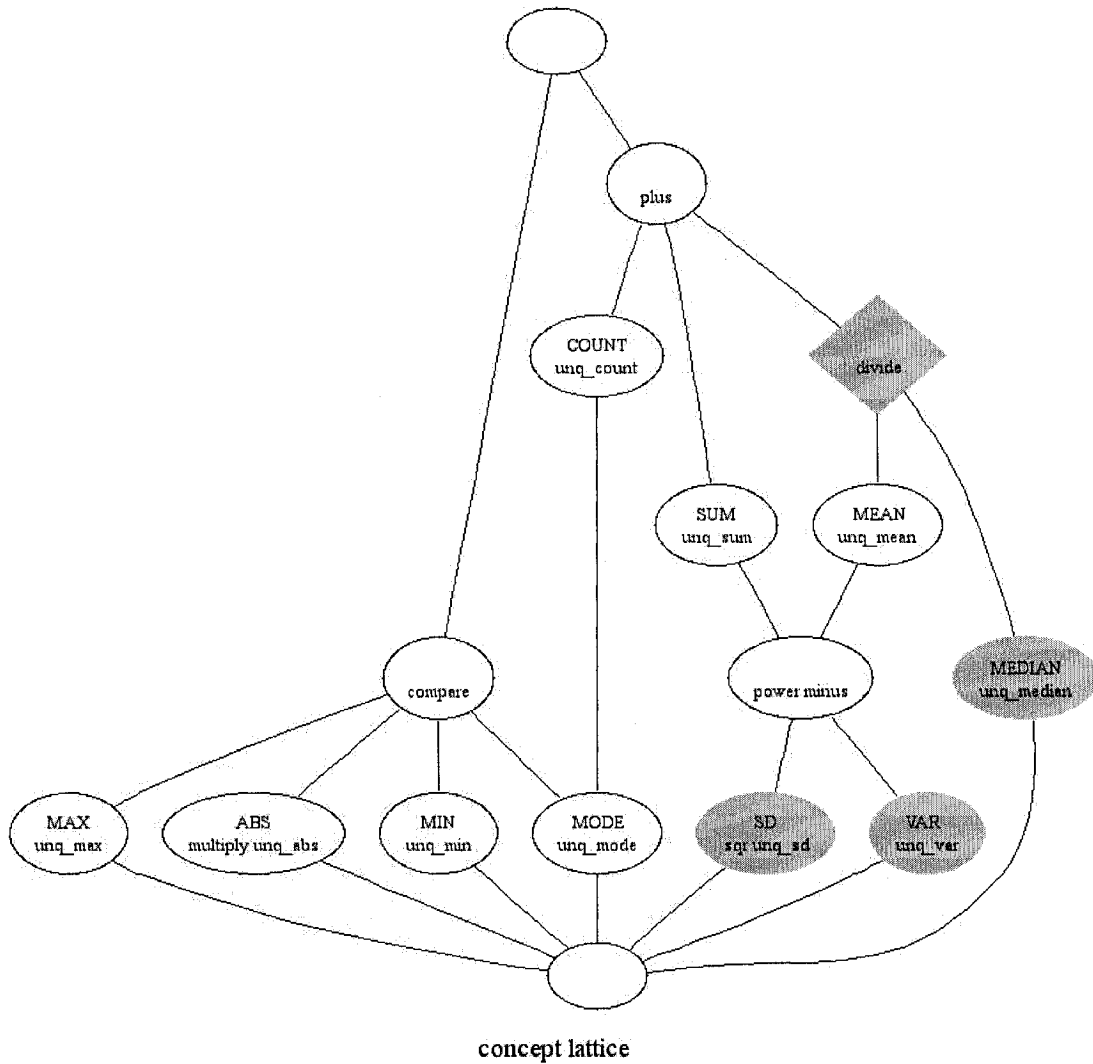 plus
COUNT
unq_count
divide
SUM
unq_sum
MEAN
unq_mean
compare
power minus
MEDIAN
unq_median
MAX
unq_max
ABS
multiply unq_abs
MIN
unq_min
MODE
unq_mode
SD
sqr unq_sd
VAR
unq_var
concept lattice